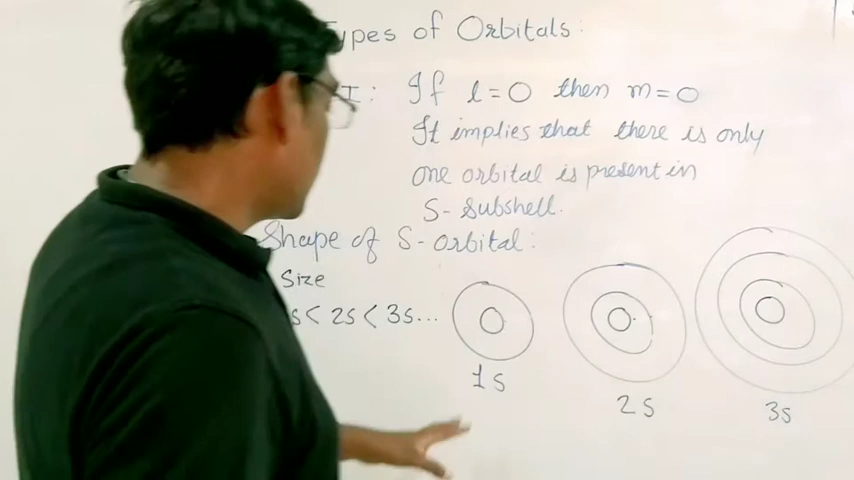 Types of Orbitals:
I: If l=0 then m=0
It implies that there is only
one orbital is present in
S- Subshell.
Shape of S-orbital:
Size
s< 2s< 3s...
1s
2s
3s